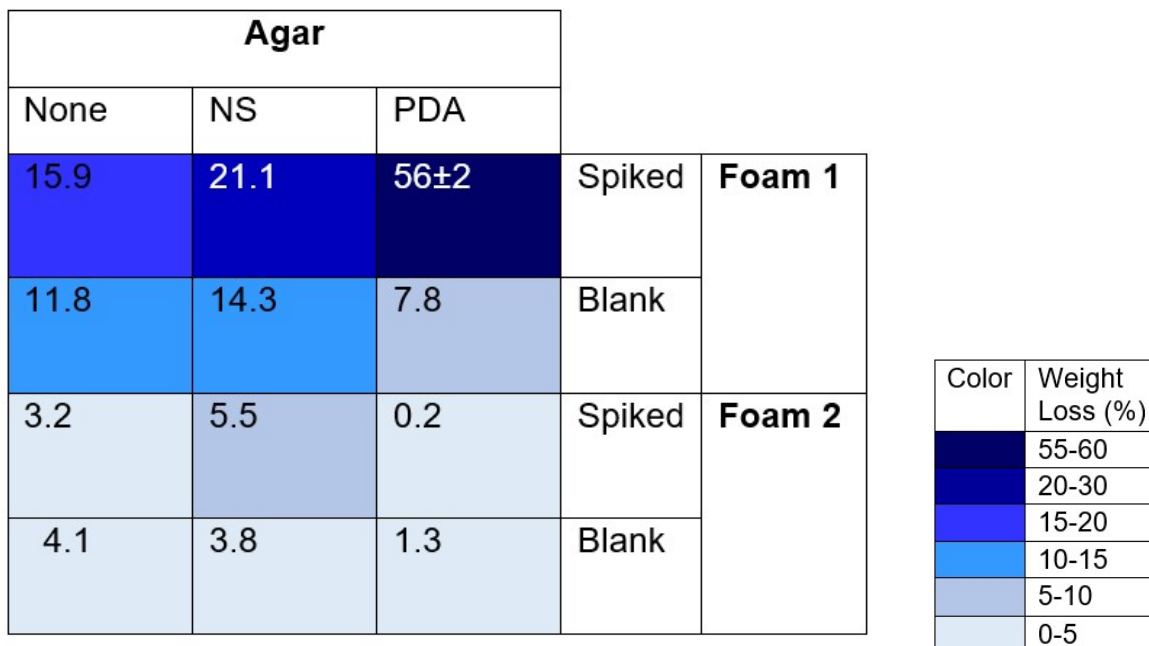 Agar
None NS PDA
15.9 21.1 56±2 Spiked Foam 1
11.8 14.3 7.8 Blank
3.2 5.5 0.2 Spiked Foam 2
4.1 3.8 1.3 Blank
Color Weight
Loss (%)
55-60
20-30
15-20
10-15
5-10
0-5